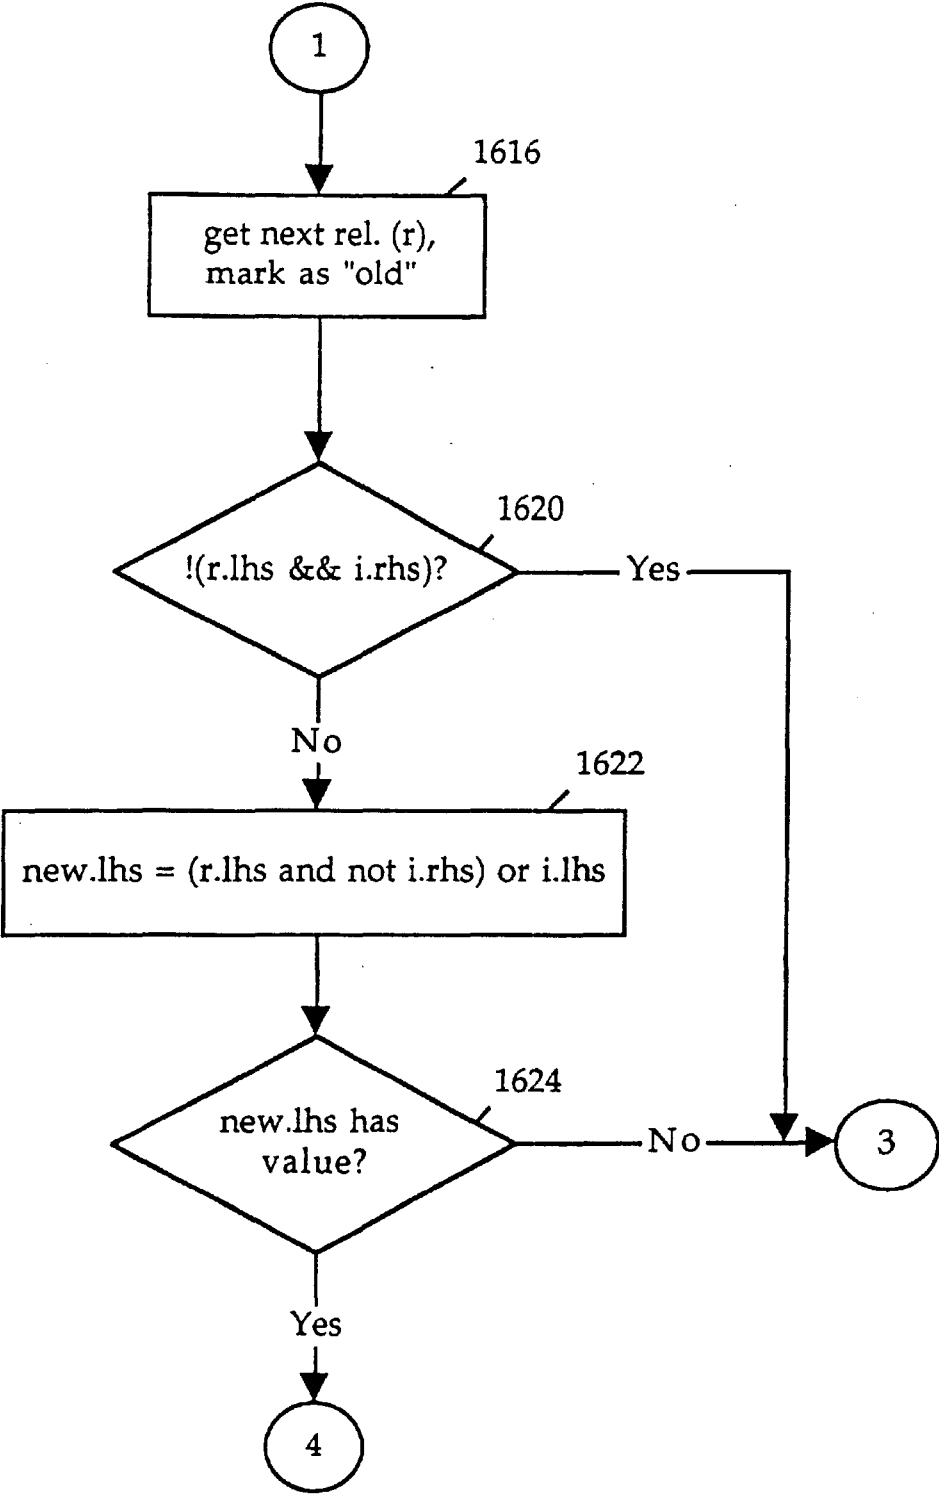 1
1616
get next rel. (r),
mark as "old"
1620
!(r.lhs && i.rhs)?
Yes
No
1622
new.lhs = (r.lhs and not i.rhs) or i.lhs
1624
new.lhs has
value?
No
3
Yes
4